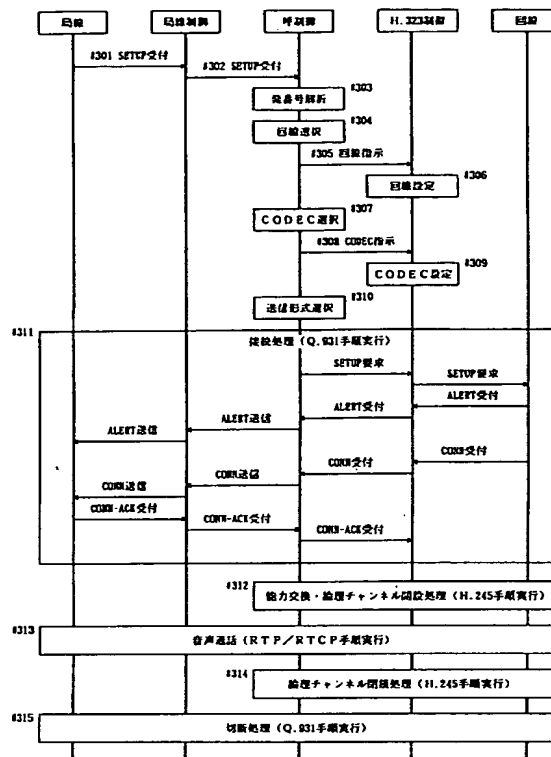 局線 局線制御 呼制御 H.323制御 回線
#301 SETUP受付
#302 SETUP受付
#303
発番号解析
#304
回線選択
#305 回線指示
#306
回線設定
#307
CODEC選択
#308 CODEC指示
#309
CODEC設定
#310
送信形式選択
#311
接続処理(Q.931手順実行)
SETUP要求
SETUP要求
ALERT受付
ALERT受付
ALERT送信
ALERT送信
CONN受付
CONN受付
CONN送信
CONN送信
CONN-ACK受付
CONN-ACK受付
CONN-ACK受付
#312
能力交換・論理チャンネル開設処理(H.245手順実行)
#313
音声通話(RTP/RTCP手順実行)
#314
論理チャンネル閉鎖処理(H.245手順実行)
#315
切断処理(Q.931手順実行)